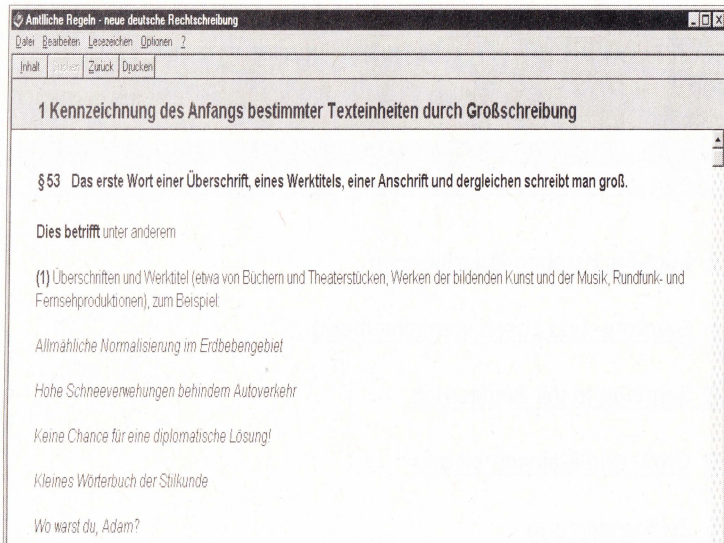 Amtliche Regeln - neue deutsche Rechtschreibung
Datei Bearbeiten Lesezeichen Optionen ?
Inhalt Suchen Zurück Drucken
1 Kennzeichnung des Anfangs bestimmter Texteinheiten durch Großschreibung
§ 53 Das erste Wort einer Überschrift, eines Werktitels, einer Anschrift und dergleichen schreibt man groß.
Dies betrifft unter anderem
(1) Überschriften und Werktitel (etwa von Büchern und Theaterstücken, Werken der bildenden Kunst und der Musik, Rundfunk- und
Fernsehproduktionen), zum Beispiel:
Allmähliche Normalisierung im Erdbebengebiet
Hohe Schneeverwehungen behindern Autoverkehr
Keine Chance für eine diplomatische Lösung!
Kleines Wörterbuch der Stilkunde
Wo warst du, Adam?